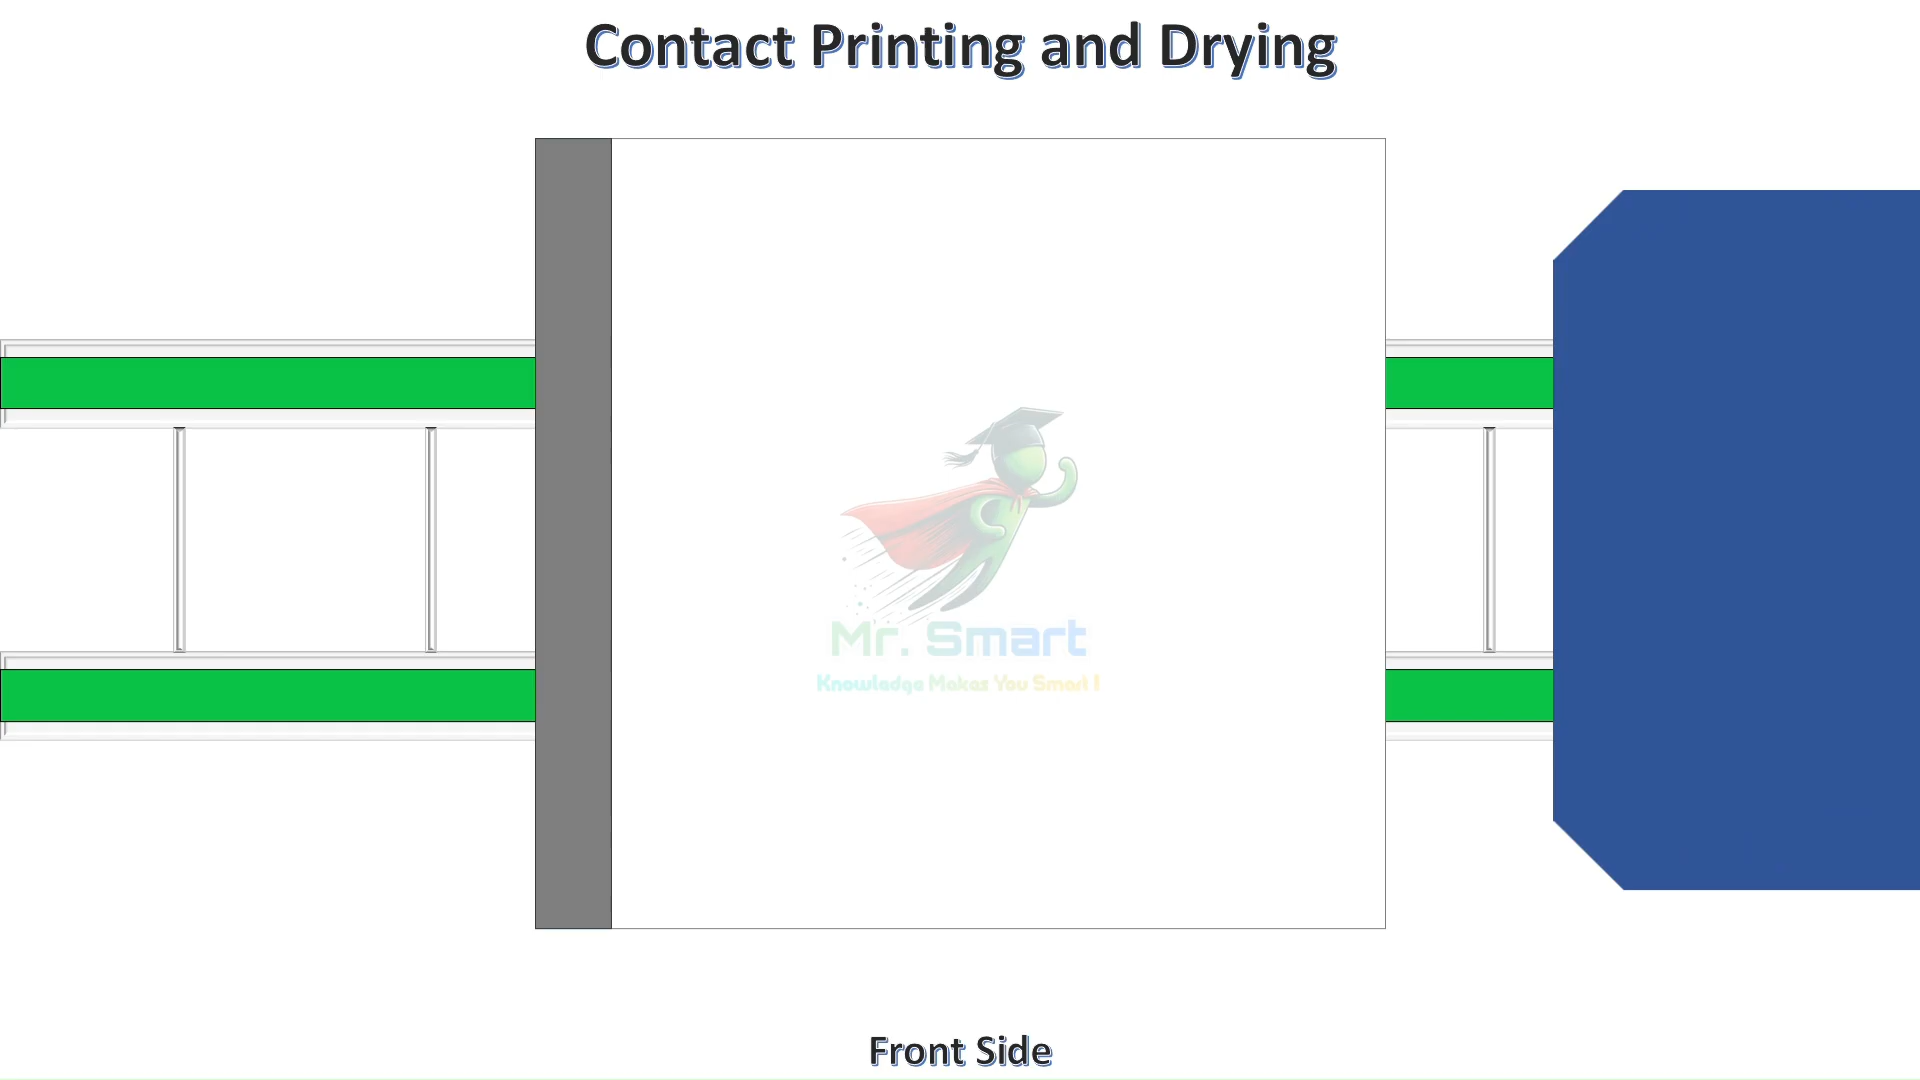 Contact Printing and Drying
Mr. Smart
Knowledge Makes You Smart !
Front Side